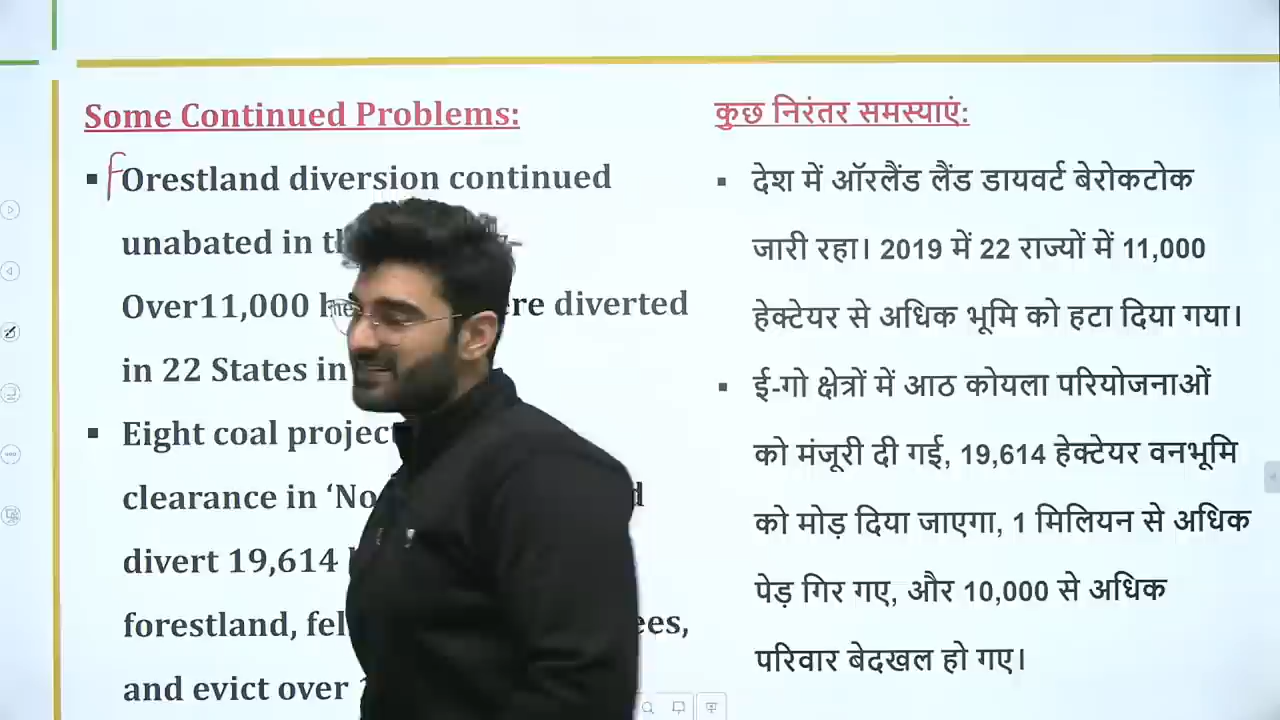 Some Continued Problems:
▪ fOrestland diversion continued
unabated in
Over11,000 re diverted
in 22 States in
▪ Eight coal projec
clearance in ‘No d
divert 19,614
forestland, fel ees,
and evict over
कुछ निरंतर समस्याएं:
▪ देश में ऑरलैंड लैंड डायवर्ट बेरोकटोक
जारी रहा। 2019 में 22 राज्यों में 11,000
हेक्टेयर से अधिक भूमि को हटा दिया गया।
▪ ई-गो क्षेत्रों में आठ कोयला परियोजनाओं
को मंजूरी दी गई, 19,614 हेक्टेयर वनभूमि
को मोड़ दिया जाएगा, 1 मिलियन से अधिक
पेड़ गिर गए, और 10,000 से अधिक
परिवार बेदखल हो गए।